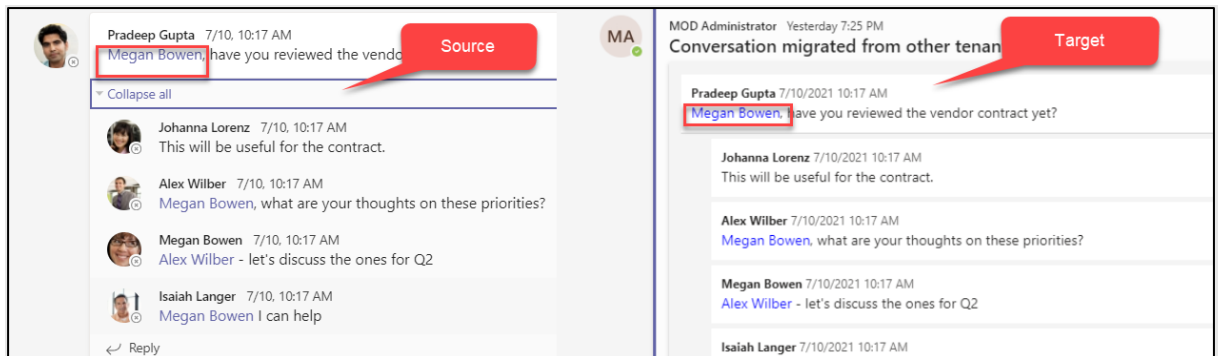 Pradeep Gupta 7/10, 10:17 AM
Megan Bowen, have you reviewed the vendo
Source
Collapse all
Johanna Lorenz 7/10, 10:17 AM
This will be useful for the contract.
Alex Wilber 7/10, 10:17 AM
Megan Bowen, what are your thoughts on these priorities?
Megan Bowen 7/10, 10:17 AM
Alex Wilber - let's discuss the ones for Q2
Isaiah Langer 7/10, 10:17 AM
Megan Bowen I can help
Reply
MA
MOD Administrator Yesterday 7:25 PM
Conversation migrated from other tenan
Target
Pradeep Gupta 7/10/2021 10:17 AM
Megan Bowen, have you reviewed the vendor contract yet?
Johanna Lorenz 7/10/2021 10:17 AM
This will be useful for the contract.
Alex Wilber 7/10/2021 10:17 AM
Megan Bowen, what are your thoughts on these priorities?
Megan Bowen 7/10/2021 10:17 AM
Alex Wilber - let's discuss the ones for Q2
Isaiah Langer 7/10/2021 10:17 AM